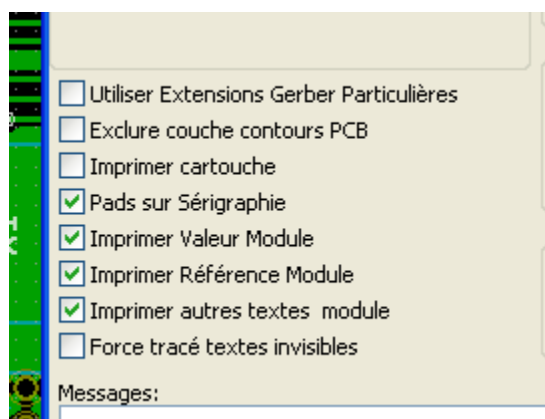 Utiliser Extensions Gerber Particulières
Exclure couche contours PCB
Imprimer cartouche
Pads sur Sérigraphie
Imprimer Valeur Module
Imprimer Référence Module
Imprimer autres textes  module
Force tracé textes invisibles
Messages: